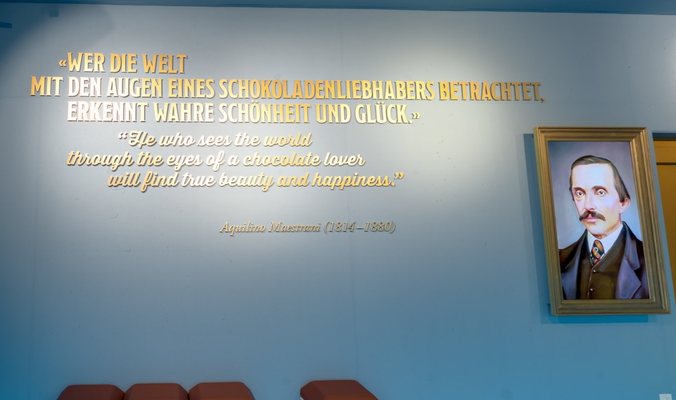 «WER DIE WELT
MIT DEN AUGEN EINES SCHOKOLADENLIEBHABERS BETRACHTET,
ERKENNT WAHRE SCHÖNHEIT UND GLÜCK.»
“He who sees the world
through the eyes of a chocolate lover
will find true beauty and happiness.”
Aquilino Maestrani (1814–1880)